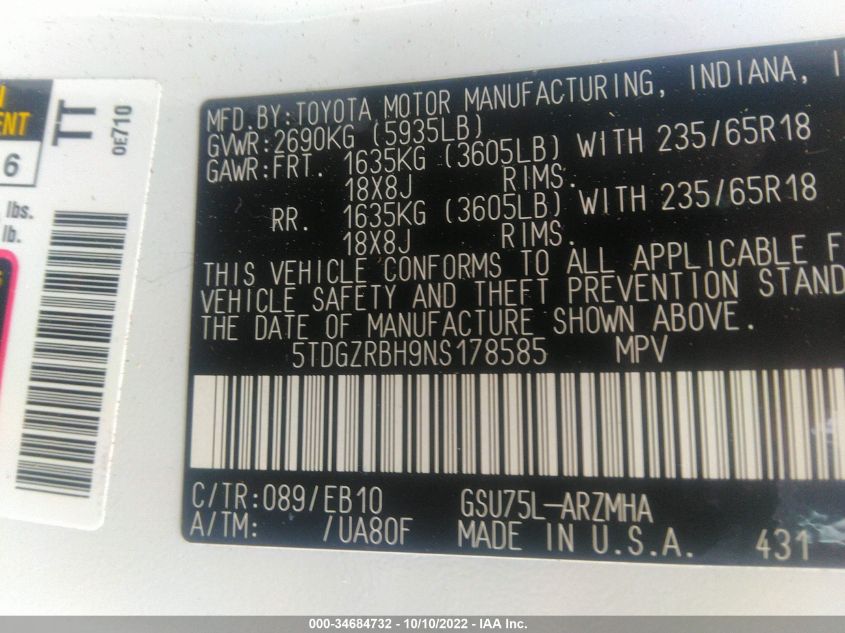 TT
0E710
6
lbs.
lb.
MFD.BY:TOYOTA MOTOR MANUFACTURING, INDIANA,
GVWR:2690KG (5935LB)
GAWR:FRT. 1635KG (3605LB) WITH 235/65R18
18X8J RIMS.
RR. 1635KG (3605LB) WITH 235/65R18
18X8J RIMS.
THIS VEHICLE CONFORMS TO ALL APPLICABLE F
VEHICLE SAFETY AND THEFT PREVENTION STAND
THE DATE OF MANUFACTURE SHOWN ABOVE.
5TDGZRBH9NS178585 MPV
C/TR:089/EB10 GSU75L-ARZMHA
A/TM: /UA80F MADE IN U.S.A. 431
000-34684732 - 10/10/2022 - IAA Inc.